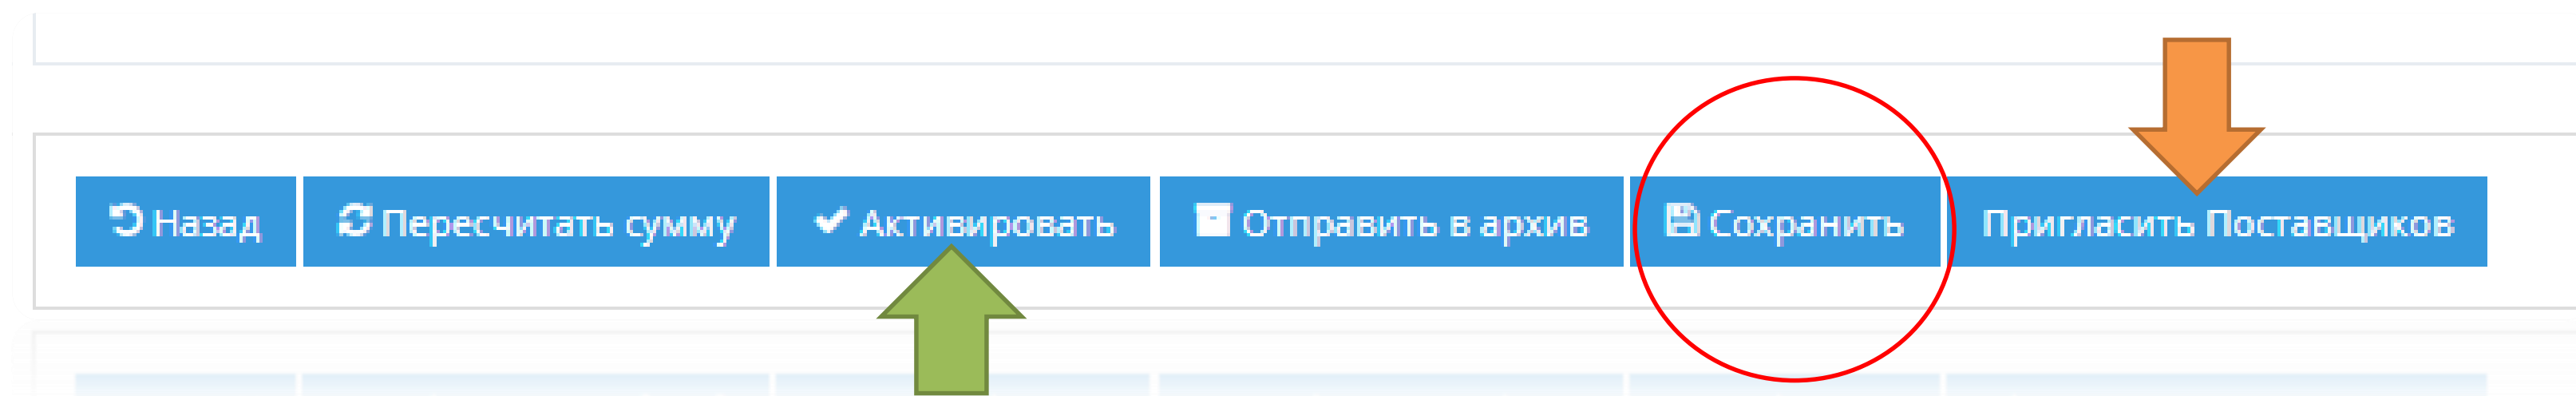 Назад Пересчитать сумму Активировать Отправить в архив Сохранить Пригласить Поставщиков